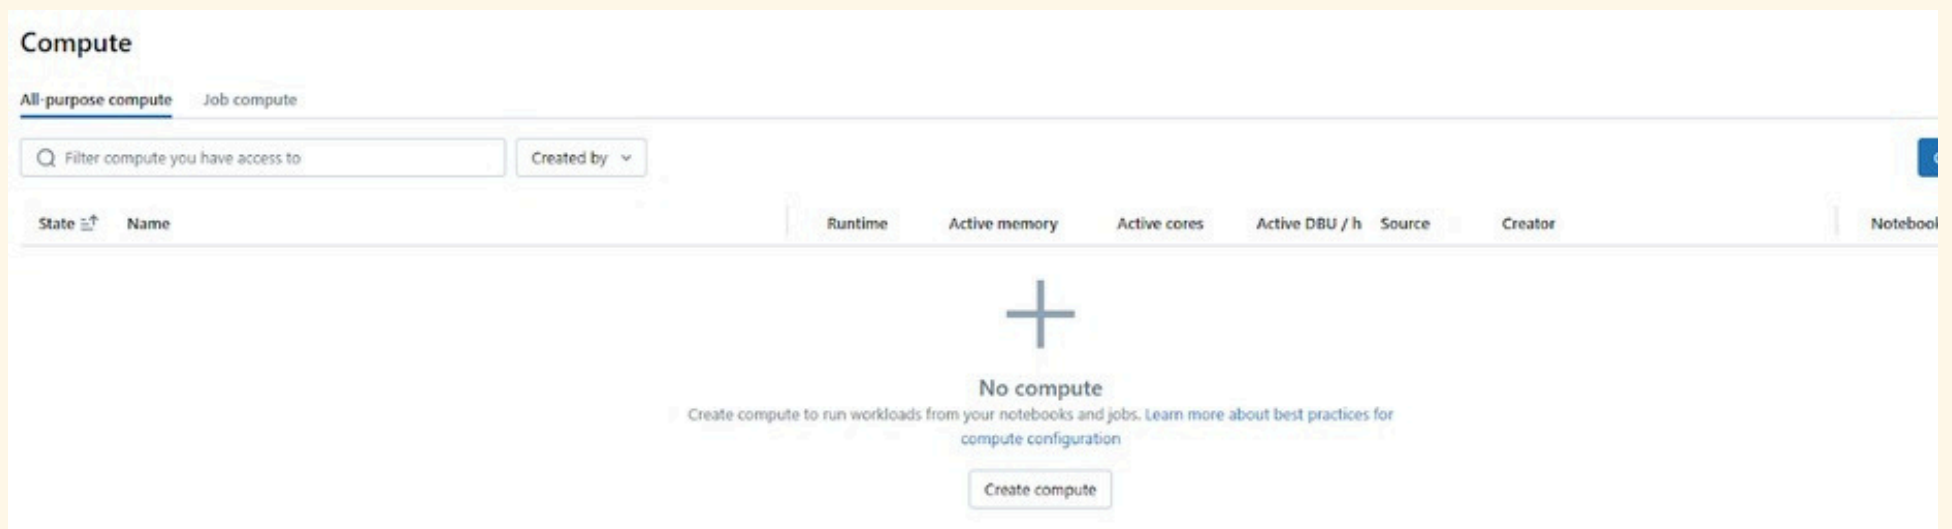 Compute
All-purpose compute Job compute
Filter compute you have access to Created by
State Name Runtime Active memory Active cores Active DBU / h Source Creator Notebook
No compute
Create compute to run workloads from your notebooks and jobs. Learn more about best practices for
compute configuration
Create compute